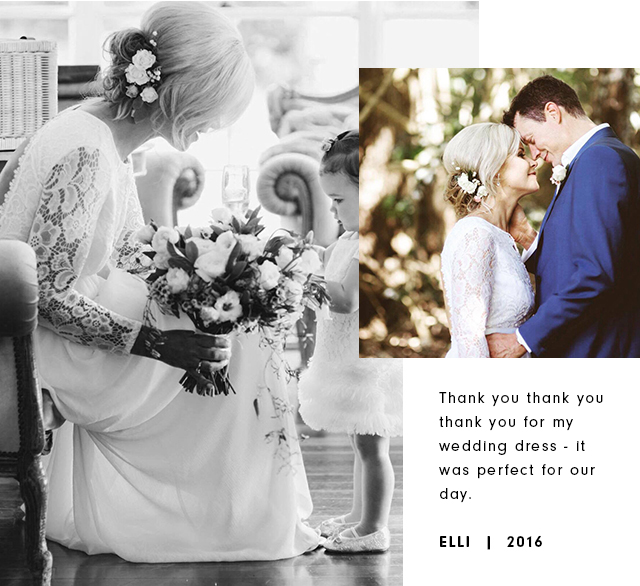 Thank you thank you
thank you for my
wedding dress - it
was perfect for our
day.
ELLI | 2016